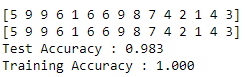 [5 9 9 6 1 6 6 9 8 7 4 2 1 4 3]
[5 9 9 6 1 6 6 9 8 7 4 2 1 4 3]
Test Accuracy : 0.983
Training Accuracy : 1.000